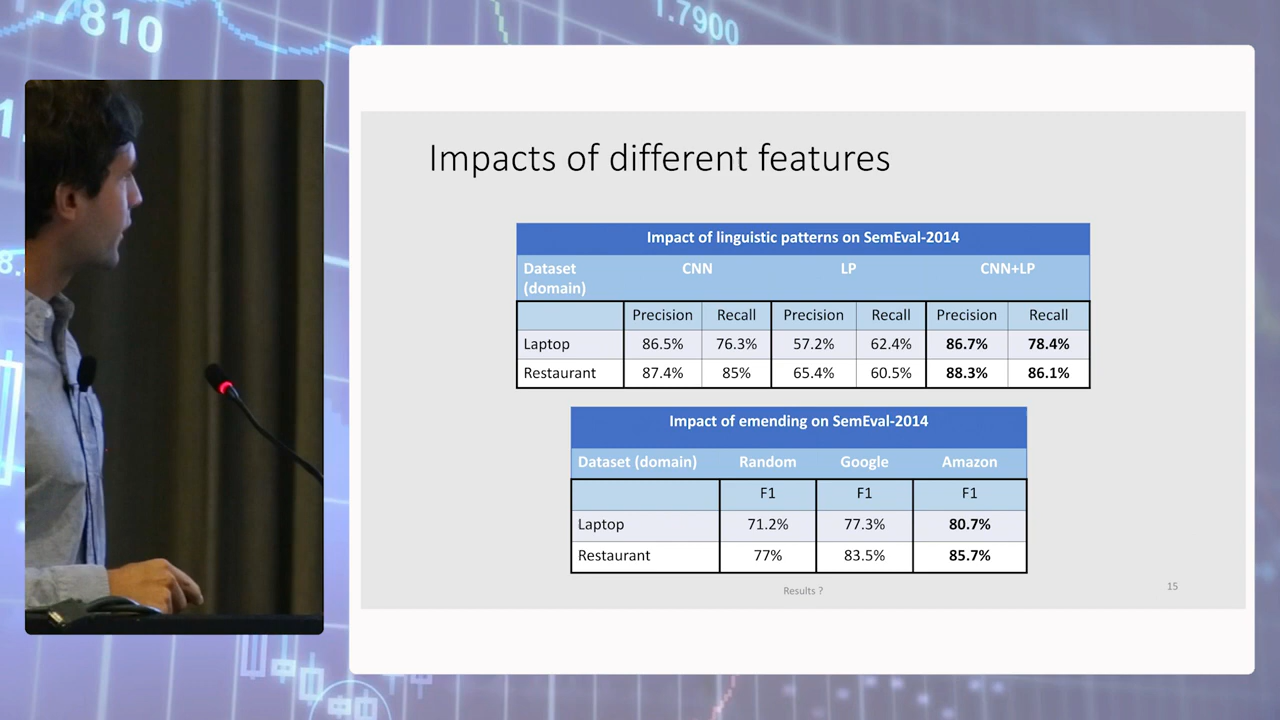 7810
1.7900
1.
8.
Impacts of different features
Impact of linguistic patterns on SemEval-2014
Dataset (domain) CNN LP CNN+LP
Precision Recall Precision Recall Precision Recall
Laptop 86.5% 76.3% 57.2% 62.4% 86.7% 78.4%
Restaurant 87.4% 85% 65.4% 60.5% 88.3% 86.1%
Impact of emending on SemEval-2014
Dataset (domain) Random Google Amazon
F1 F1 F1
Laptop 71.2% 77.3% 80.7%
Restaurant 77% 83.5% 85.7%
Results ?
15